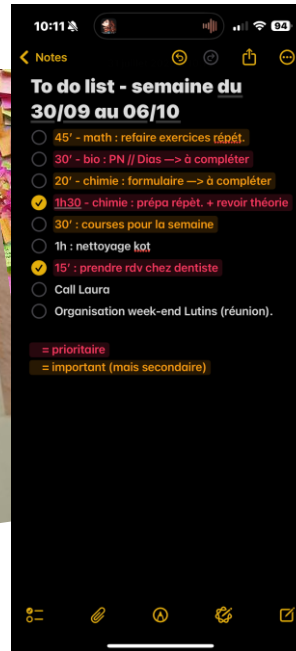 10:11
94
Notes
To do list - semaine du
30/09 au 06/10
45' - math : refaire exercices répét.
30' - bio : PN // Dias —> à compléter
20' - chimie : formulaire —> à compléter
1h30 - chimie : prépa répèt. + revoir théorie
30' : courses pour la semaine
1h : nettoyage kot
15' : prendre rdv chez dentiste
Call Laura
Organisation week-end Lutins (réunion).
= prioritaire
= important (mais secondaire)